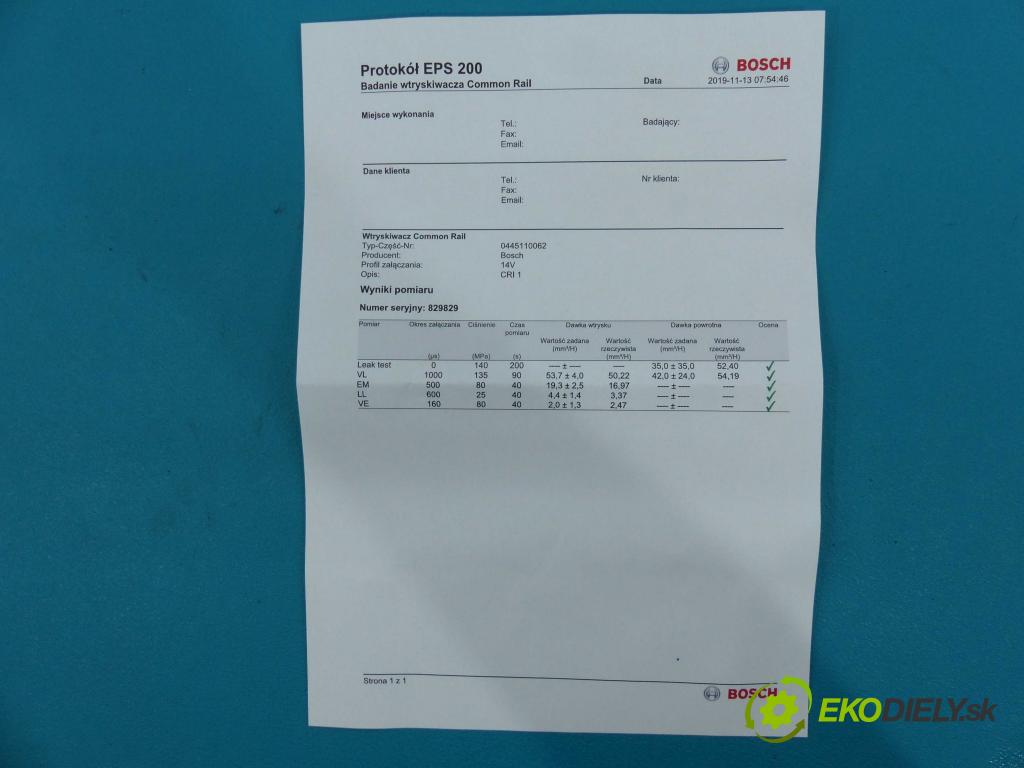 Protokół EPS 200
BOSCH
Badanie wtryskiwacza Common Rail Data 2019-11-13 07:54:46
Miejsce wykonania
Tel.: Badający:
Fax:
Email:
Dane klienta
Tel.: Nr klienta:
Fax:
Email:
Wtryskiwacz Common Rail
Typ-Część-Nr: 0445110062
Producent: Bosch
Profil załączania: 14V
Opis: CRI 1
Wyniki pomiaru
Numer seryjny: 829829
Pomiar Okres załączania Ciśnienie Czas pomiaru Dawka wtrysku Dawka powrotna Ocena
Wartość zadana (mm³/H) Wartość rzeczywista (mm³/H) Wartość zadana (mm³/H) Wartość rzeczywista (mm³/H)
(µs) (MPa) (s)
Leak test 0 140 200 ---- ± ---- ---- 35,0 ± 35,0 52,40 ✓
VL 1000 135 90 53,7 ± 4,0 50,22 42,0 ± 24,0 54,19 ✓
EM 500 80 40 19,3 ± 2,5 16,97 ---- ± ---- ---- ✓
LL 600 25 40 4,4 ± 1,4 3,37 ---- ± ---- ---- ✓
VE 160 80 40 2,0 ± 1,3 2,47 ---- ± ---- ---- ✓
Strona 1 z 1
BOSCH
EKODIELY.sk